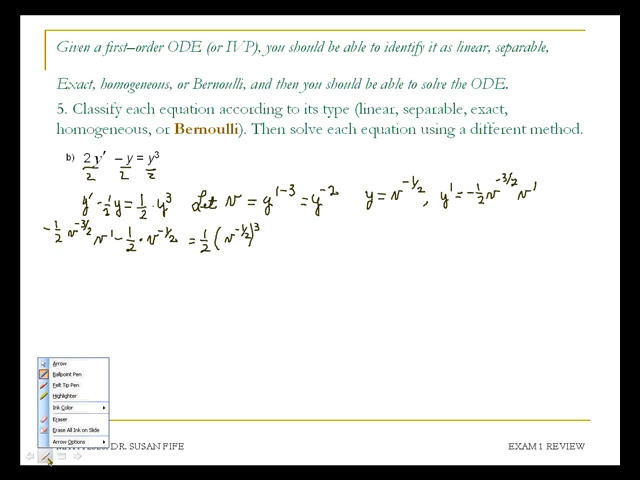 Given a first–order ODE (or IVP), you should be able to identify it as linear, separable,
Exact, homogeneous, or Bernoulli, and then you should be able to solve the ODE.
5. Classify each equation according to its type (linear, separable, exact,
homogeneous, or Bernoulli). Then solve each equation using a different method.
b) 2y'/2 - y/2 = y³/2
y' - 1/2 y = 1/2 · y³ Let v = y^(1-3) = y^(-2) y = v^(-1/2), y' = -1/2 v^(-3/2) v'
-1/2 v^(-3/2) v' - 1/2 · v^(-1/2) = 1/2 (v^(-1/2))³
Arrow
Ballpoint Pen
Felt Tip Pen
Highlighter
Ink Color
Eraser
Erase All Ink on Slide
Arrow Options
DR. SUSAN FIFE EXAM 1 REVIEW